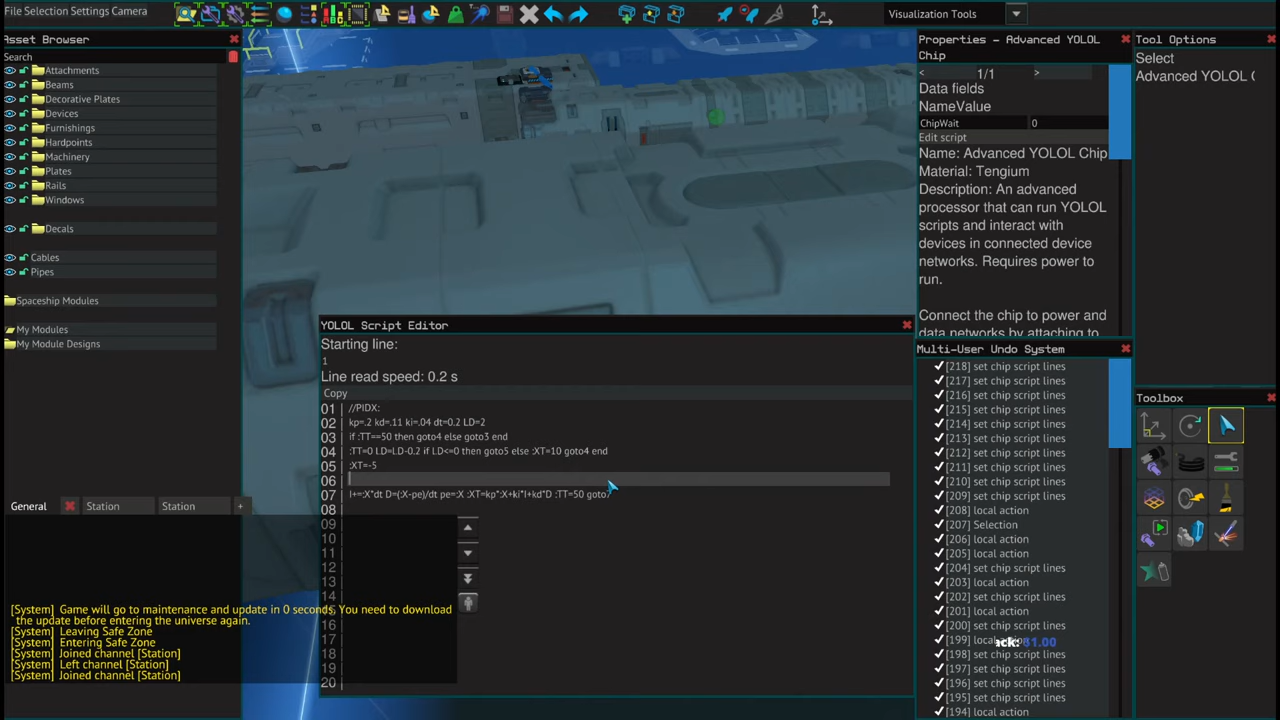 File Selection Settings Camera
Visualization Tools
Asset Browser
Search
Attachments
Beams
Decorative Plates
Devices
Furnishings
Hardpoints
Machinery
Plates
Rails
Windows
Decals
Cables
Pipes
Spaceship Modules
My Modules
My Module Designs
General
Station
Station
+
[System] Game will go to maintenance and update in 0 seconds. You need to download
the update before entering the universe again.
[System] Leaving Safe Zone
[System] Entering Safe Zone
[System] Joined channel [Station]
[System] Left channel [Station]
[System] Joined channel [Station]
YOLOL Script Editor
Starting line:
1
Line read speed: 0.2 s
Copy
01 //PIDX:
02 kp=.2 kd=.11 ki=.04 dt=0.2 LD=2
03 if :TT==50 then goto4 else goto3 end
04 :TT=0 LD=LD-0.2 if LD<=0 then goto5 else :XT=10 goto4 end
05 :XT=-5
06
07 I+=:X*dt D=(:X-pe)/dt pe=:X :XT=kp*:X+ki*I+kd*D :TT=50 goto7
08
09
10
11
12
13
14
15
16
17
18
19
20
Properties - Advanced YOLOL
Chip
< 1/1 >
Data fields
NameValue
ChipWait 0
Edit script
Name: Advanced YOLOL Chip
Material: Tengium
Description: An advanced
processor that can run YOLOL
scripts and interact with
devices in connected device
networks. Requires power to
run.
Connect the chip to power and
data networks by attaching to
Multi-User Undo System
[218] set chip script lines
[217] set chip script lines
[216] set chip script lines
[215] set chip script lines
[214] set chip script lines
[213] set chip script lines
[212] set chip script lines
[211] set chip script lines
[210] set chip script lines
[209] set chip script lines
[208] local action
[207] Selection
[206] local action
[205] local action
[204] set chip script lines
[203] local action
[202] set chip script lines
[201] local action
[200] set chip script lines
[199] local action
ack: 51.00
[198] set chip script lines
[197] set chip script lines
[196] set chip script lines
[195] set chip script lines
[194] local action
Tool Options
Select
Advanced YOLOL (
Toolbox